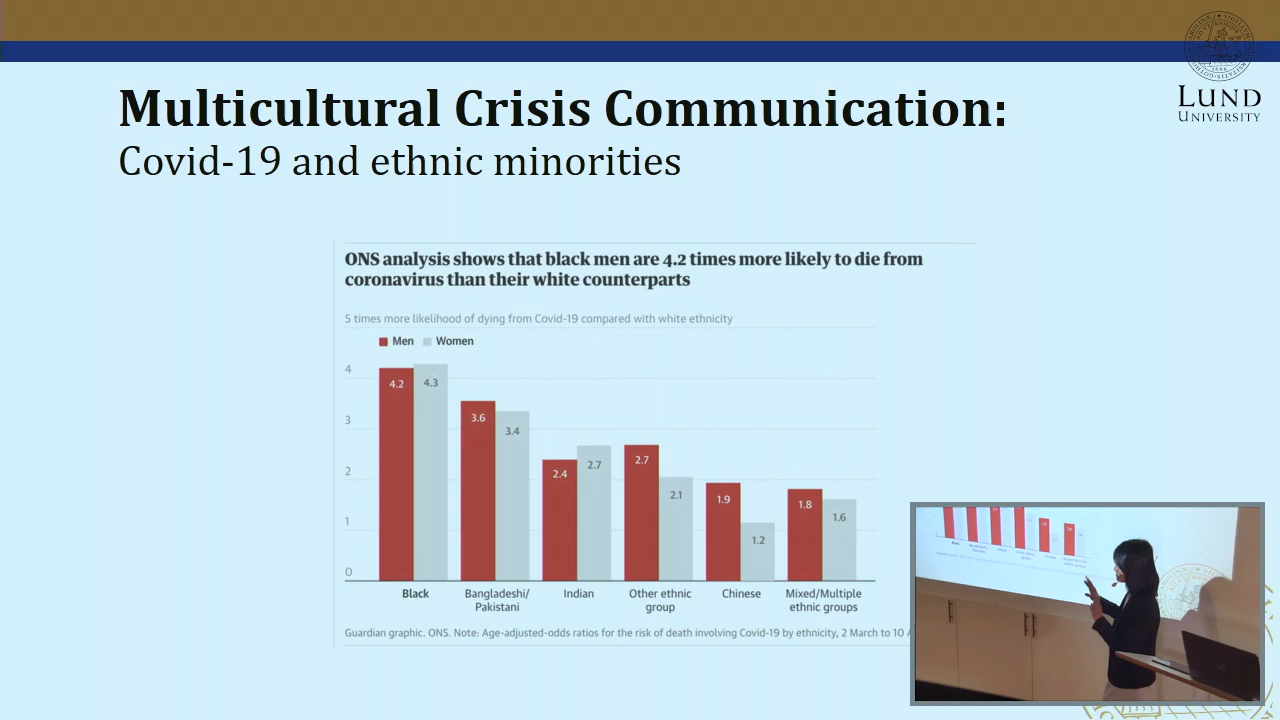 Multicultural Crisis Communication:
Covid-19 and ethnic minorities
LUND
UNIVERSITY
ONS analysis shows that black men are 4.2 times more likely to die from
coronavirus than their white counterparts
5 times more likelihood of dying from Covid-19 compared with white ethnicity
Men Women
4
3
2
1
0
4.2 4.3
3.6 3.4
2.4 2.7
2.7 2.1
1.9 1.2
1.8 1.6
Black
Bangladeshi/
Pakistani
Indian
Other ethnic
group
Chinese
Mixed/Multiple
ethnic groups
Guardian graphic. ONS. Note: Age-adjusted-odds ratios for the risk of death involving Covid-19 by ethnicity, 2 March to 10